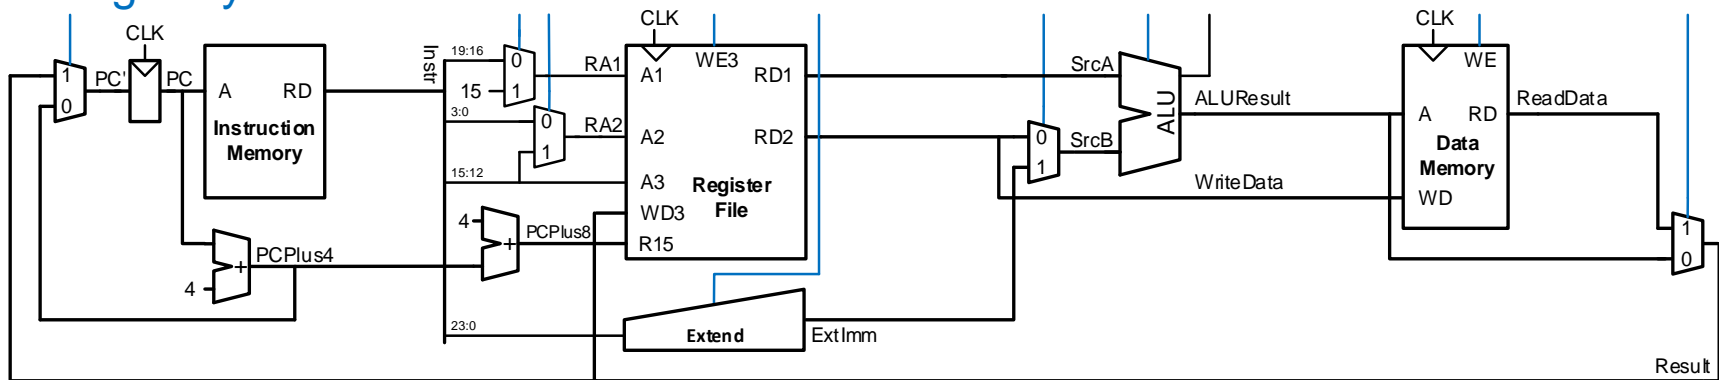 CLK
CLK
CLK
1
0
PC'
PC
A
RD
Instruction
Memory
PCPlus4
+
4
Instr
19:16
15
0
1
RA1
3:0
0
1
RA2
15:12
4
+
PCPlus8
23:0
A1
WE3
RD1
A2
RD2
A3
Register
File
WD3
R15
Extend
ExtImm
0
1
SrcA
SrcB
ALU
ALUResult
WriteData
WE
A
RD
Data
Memory
WD
ReadData
1
0
Result